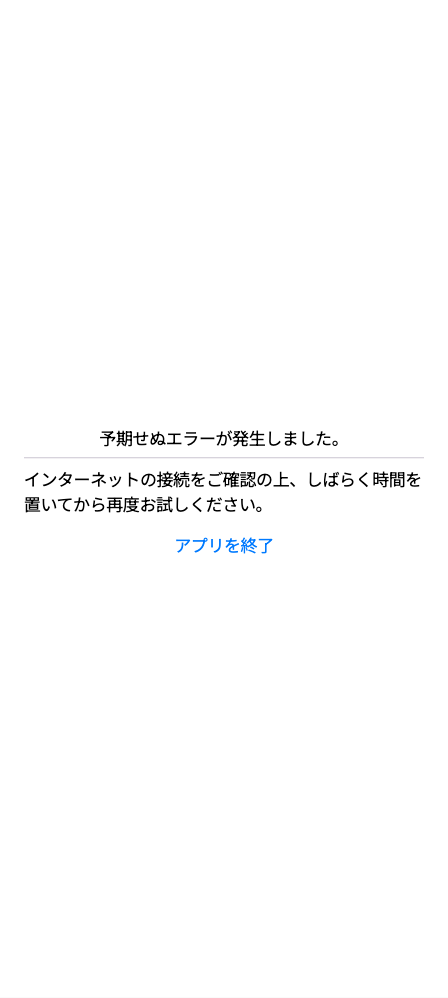 予期せぬエラーが発生しました。
インターネットの接続をご確認の上、しばらく時間を
置いてから再度お試しください。
アプリを終了